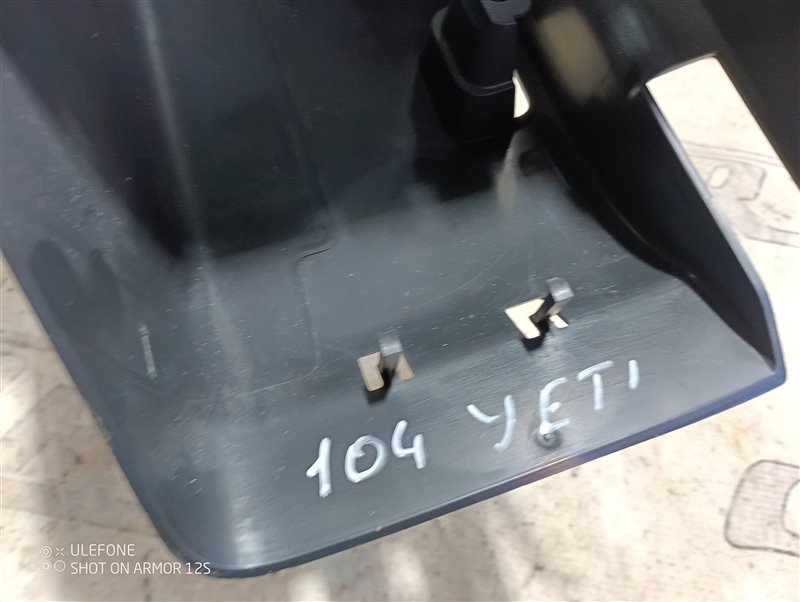 104 YETI
ULEFONE
SHOT ON ARMOR 12S